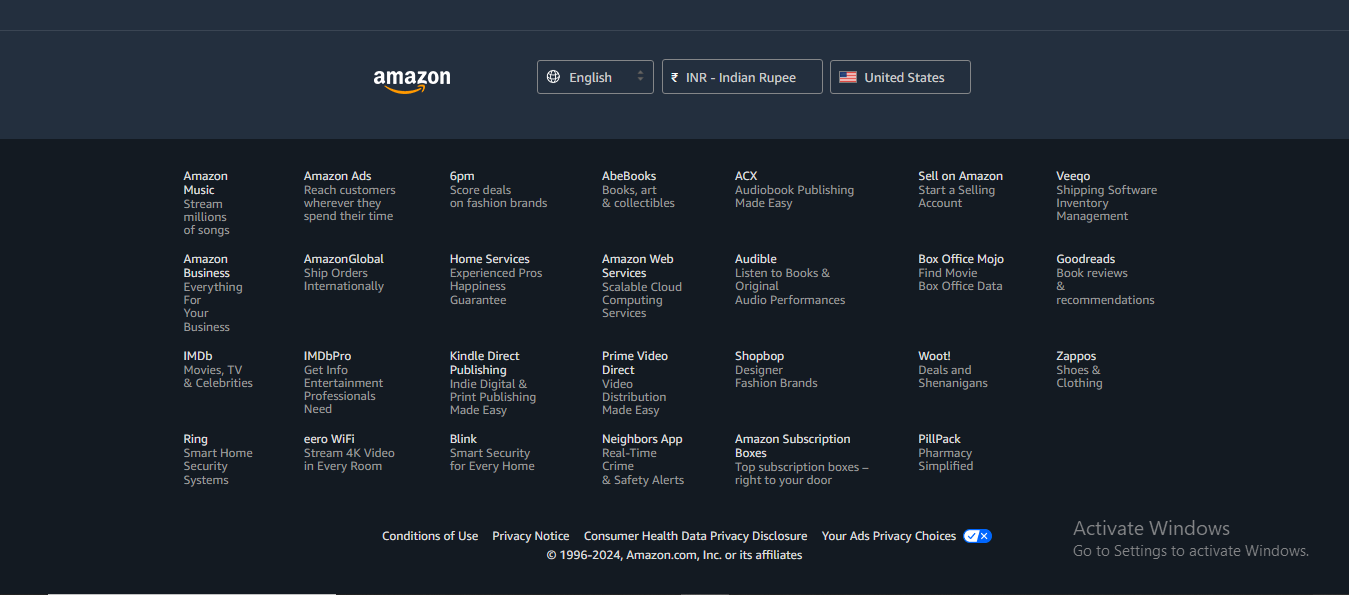 amazon
English
₹ INR - Indian Rupee
United States
Amazon
Music
Stream
millions
of songs
Amazon Ads
Reach customers
wherever they
spend their time
6pm
Score deals
on fashion brands
AbeBooks
Books, art
& collectibles
ACX
Audiobook Publishing
Made Easy
Sell on Amazon
Start a Selling
Account
Veeqo
Shipping Software
Inventory
Management
Amazon
Business
Everything
For
Your
Business
AmazonGlobal
Ship Orders
Internationally
Home Services
Experienced Pros
Happiness
Guarantee
Amazon Web
Services
Scalable Cloud
Computing
Services
Audible
Listen to Books &
Original
Audio Performances
Box Office Mojo
Find Movie
Box Office Data
Goodreads
Book reviews
&
recommendations
IMDb
Movies, TV
& Celebrities
IMDbPro
Get Info
Entertainment
Professionals
Need
Kindle Direct
Publishing
Indie Digital &
Print Publishing
Made Easy
Prime Video
Direct
Video
Distribution
Made Easy
Shopbop
Designer
Fashion Brands
Woot!
Deals and
Shenanigans
Zappos
Shoes &
Clothing
Ring
Smart Home
Security
Systems
eero WiFi
Stream 4K Video
in Every Room
Blink
Smart Security
for Every Home
Neighbors App
Real-Time
Crime
& Safety Alerts
Amazon Subscription
Boxes
Top subscription boxes –
right to your door
PillPack
Pharmacy
Simplified
Conditions of Use Privacy Notice Consumer Health Data Privacy Disclosure Your Ads Privacy Choices
© 1996-2024, Amazon.com, Inc. or its affiliates
Activate Windows
Go to Settings to activate Windows.